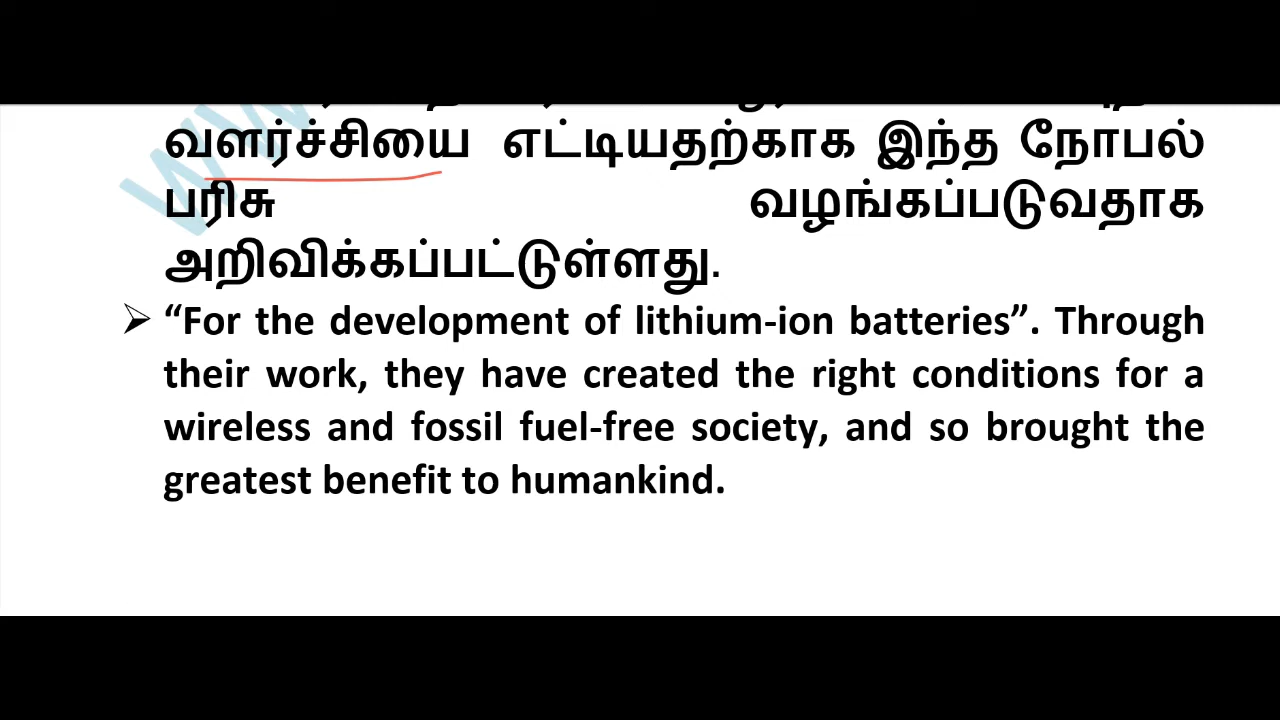 வளர்ச்சியை எட்டியதற்காக இந்த நோபல்
பரிசு வழங்கப்படுவதாக
அறிவிக்கப்பட்டுள்ளது.
“For the development of lithium-ion batteries”. Through
their work, they have created the right conditions for a
wireless and fossil fuel-free society, and so brought the
greatest benefit to humankind.